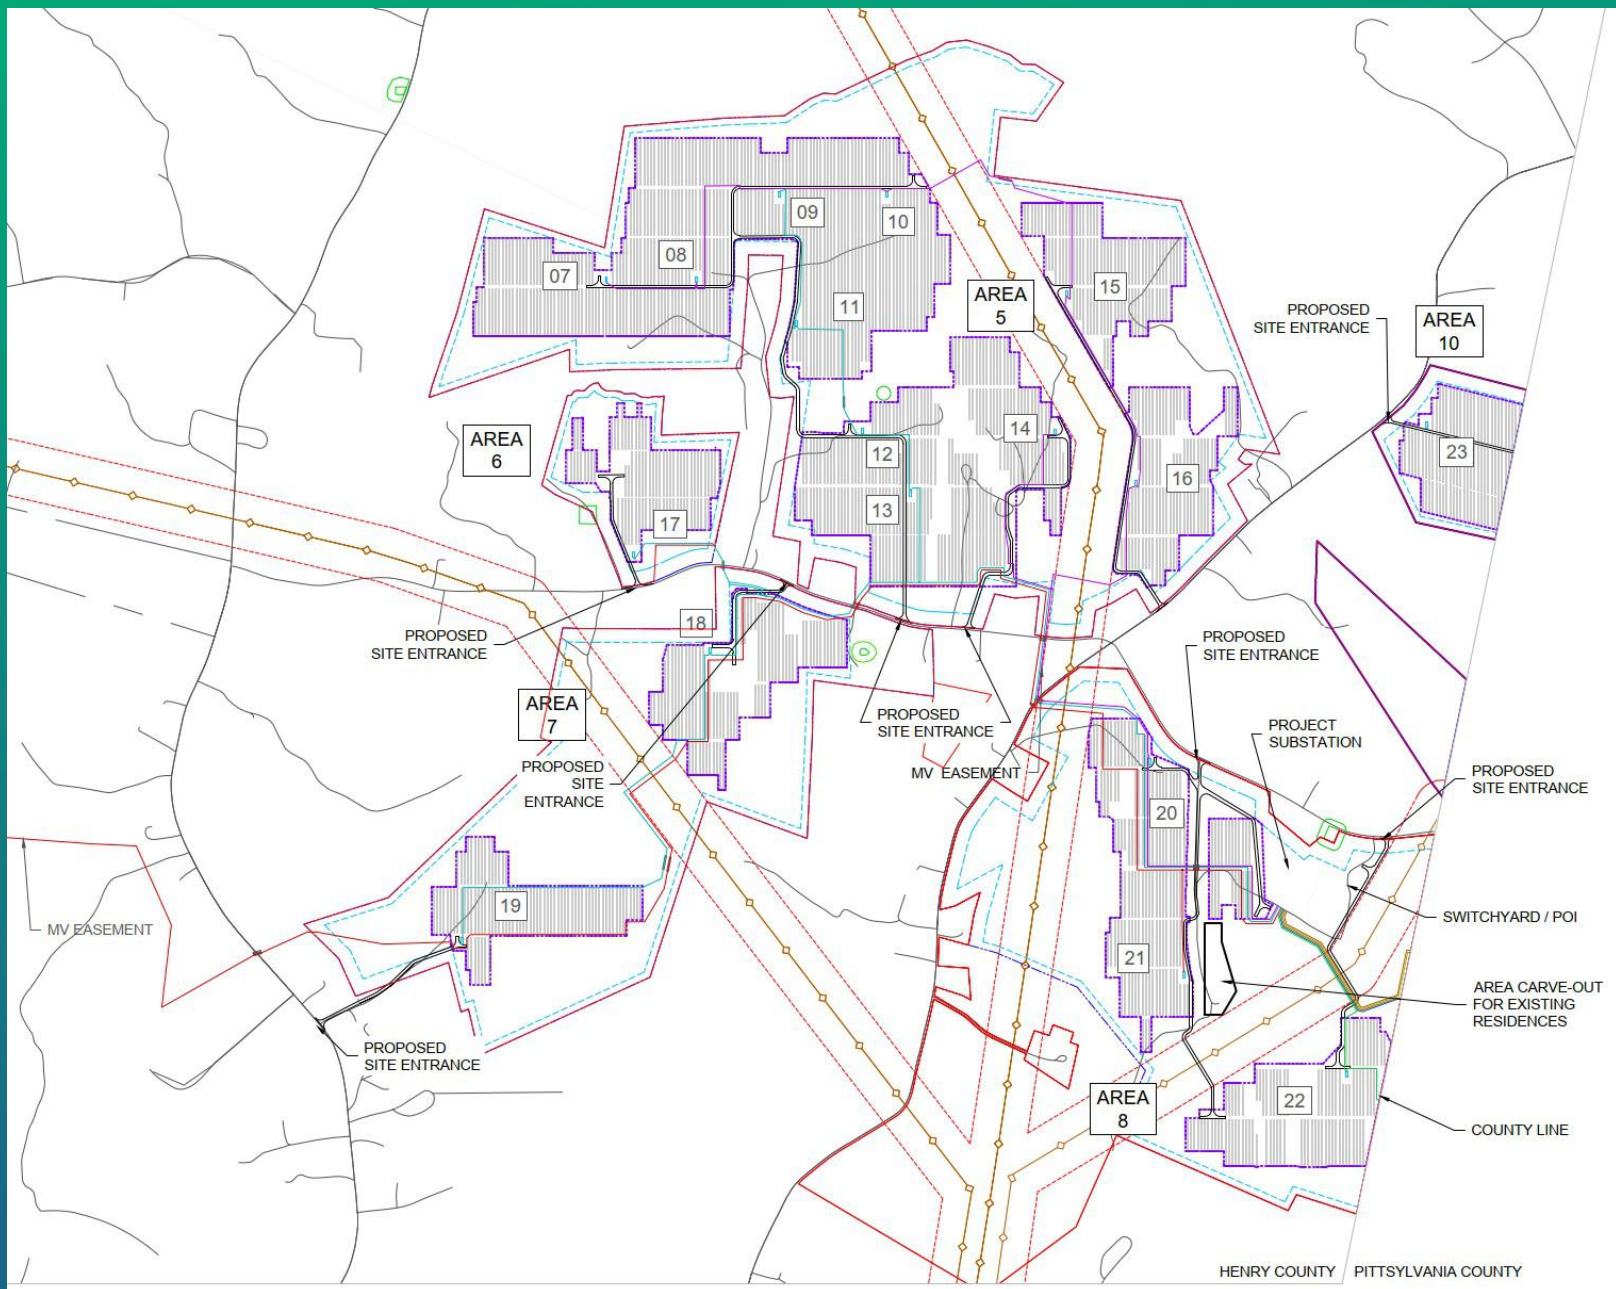 09
10
08
07
15
11
AREA
5
PROPOSED
SITE ENTRANCE
AREA
10
AREA
6
14
12
23
16
13
17
18
PROPOSED
SITE ENTRANCE
PROPOSED
SITE ENTRANCE
AREA
7
PROPOSED
SITE ENTRANCE
PROJECT
SUBSTATION
MV EASEMENT
PROPOSED
SITE
ENTRANCE
PROPOSED
SITE ENTRANCE
20
19
MV EASEMENT
SWITCHYARD / POI
21
AREA CARVE-OUT
FOR EXISTING
RESIDENCES
PROPOSED
SITE ENTRANCE
AREA
8
22
COUNTY LINE
HENRY COUNTY
PITTSYLVANIA COUNTY